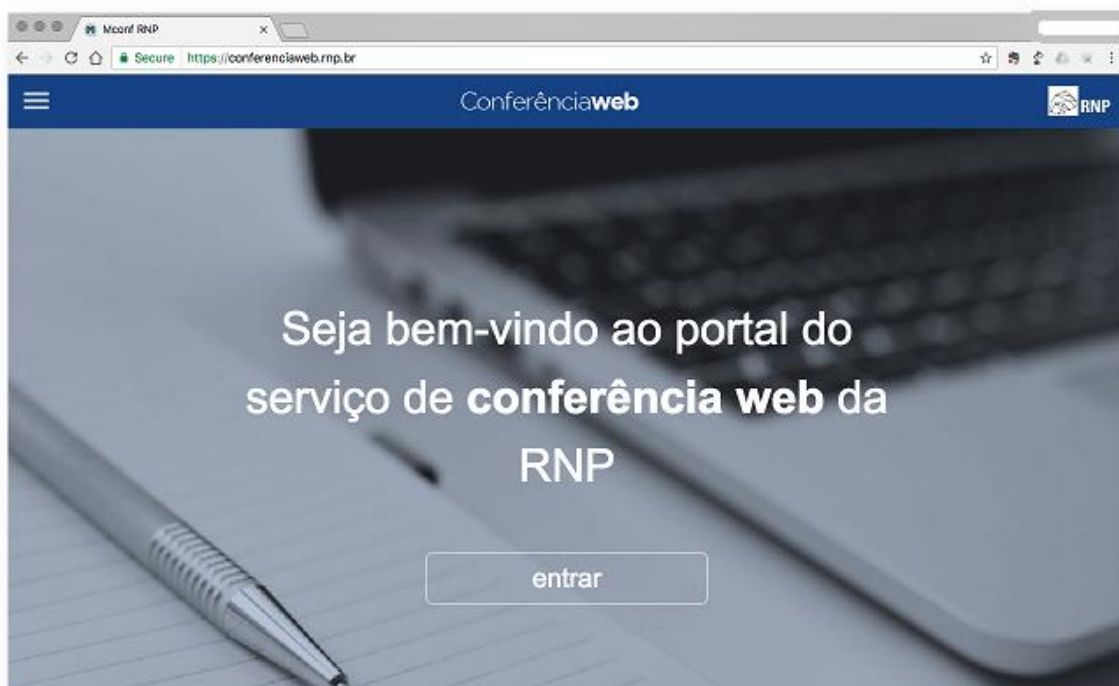 Mconf RNP
Secure https://conferenciaweb.rnp.br
Conferênciaweb
RNP
Seja bem-vindo ao portal do
serviço de conferência web da
RNP
entrar